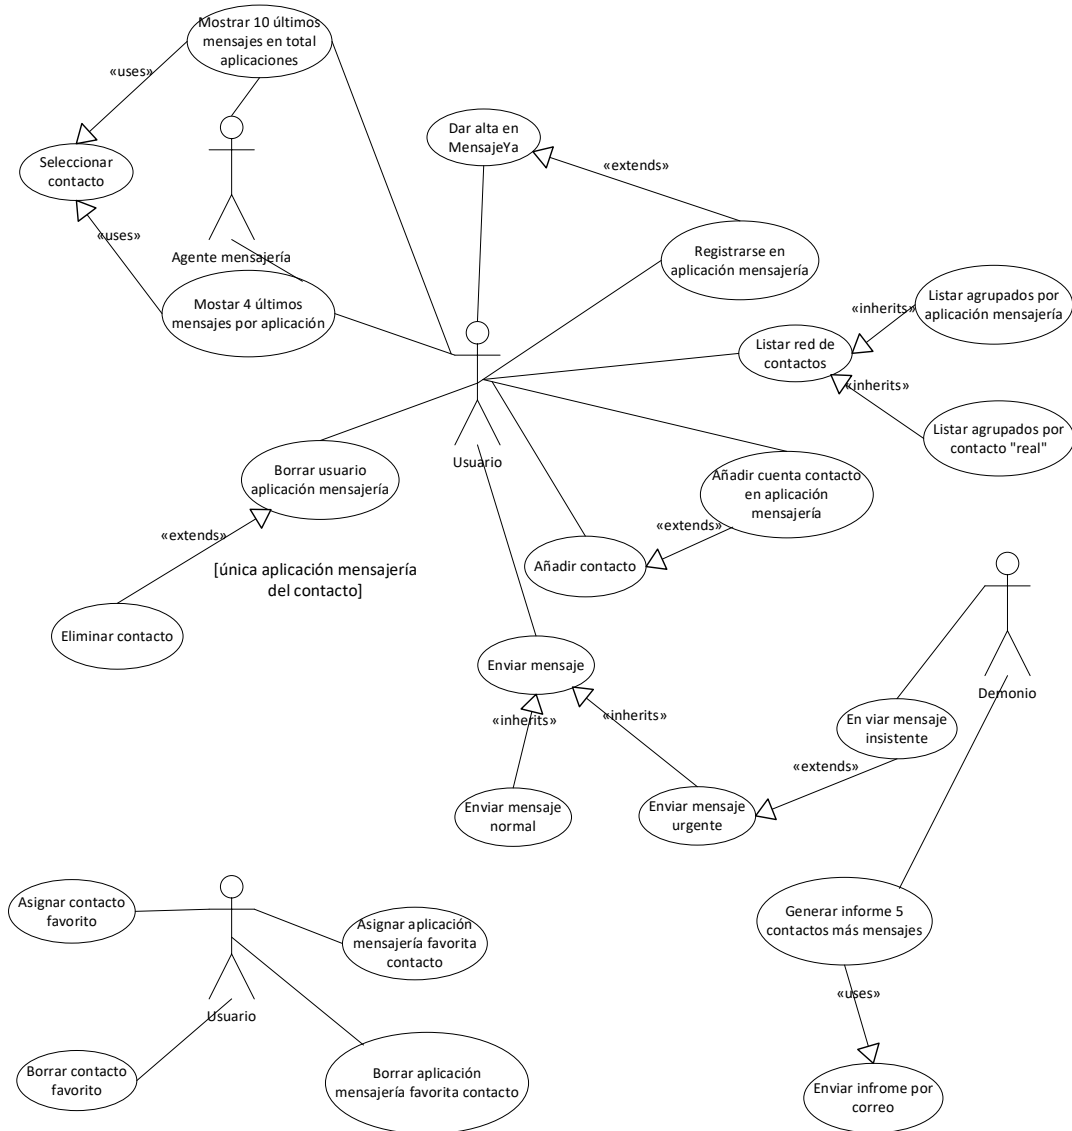 Mostrar 10 últimos
mensajes en total
aplicaciones
«uses»
Seleccionar
contacto
«uses»
Agente mensajería
Mostar 4 últimos
mensajes por aplicación
Dar alta en
MensajeYa
«extends»
Registrarse en
aplicación mensajería
Listar agrupados por
aplicación mensajería
«inherits»
Listar red de
contactos
«inherits»
Listar agrupados por
contacto "real"
Usuario
Borrar usuario
aplicación mensajería
«extends»
[única aplicación mensajería
del contacto]
Eliminar contacto
Añadir cuenta contacto
en aplicación
mensajería
«extends»
Añadir contacto
Enviar mensaje
«inherits»
«inherits»
Enviar mensaje
normal
Enviar mensaje
urgente
Demonio
En viar mensaje
insistente
«extends»
Generar informe 5
contactos más mensajes
«uses»
Enviar infrome por
correo
Asignar contacto
favorito
Asignar aplicación
mensajería favorita
contacto
Usuario
Borrar contacto
favorito
Borrar aplicación
mensajería favorita contacto